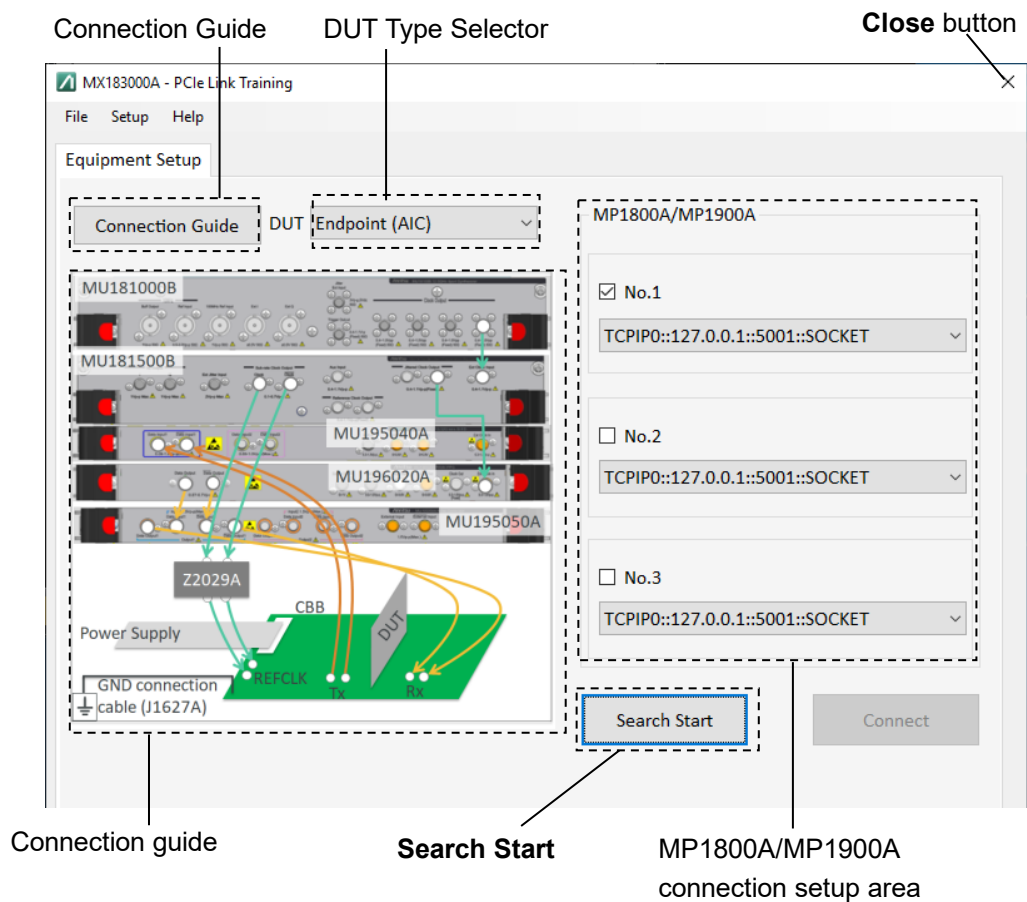 Connection Guide
DUT Type Selector
Close button
MX183000A - PCIe Link Training
File Setup Help
Equipment Setup
Connection Guide
DUT
Endpoint (AIC)
MP1800A/MP1900A
MU181000B
No.1
TCPIP0::127.0.0.1::5001::SOCKET
MU181500B
MU195040A
No.2
MU196020A
TCPIP0::127.0.0.1::5001::SOCKET
MU195050A
Z2029A
No.3
CBB
TCPIP0::127.0.0.1::5001::SOCKET
Power Supply
DUT
REFCLK
Tx
Rx
GND connection
cable (J1627A)
Search Start
Connect
Connection guide
Search Start
MP1800A/MP1900A
connection setup area